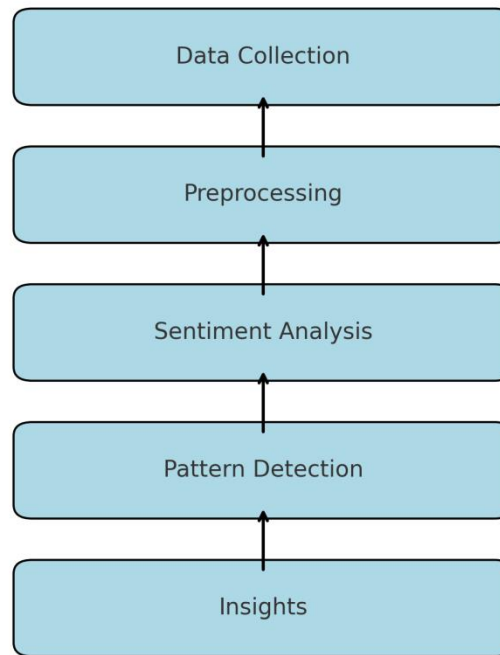 Data Collection
Preprocessing
Sentiment Analysis
Pattern Detection
Insights